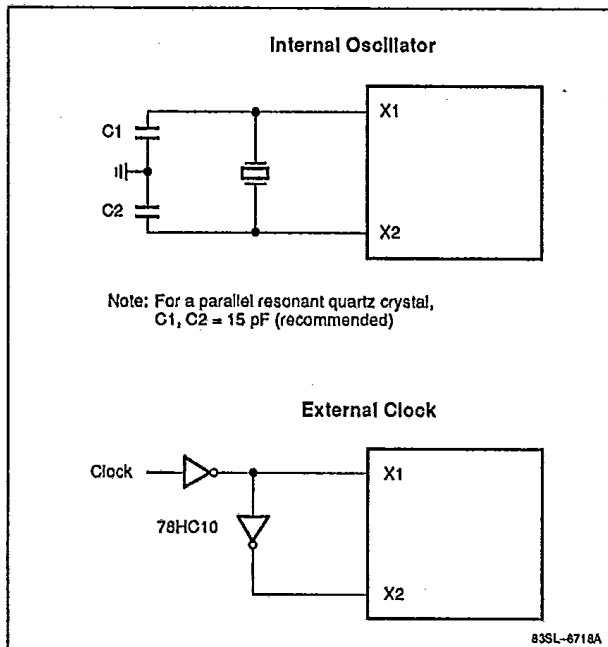 Internal Oscillator
X1
C1
C2
X2
Note: For a parallel resonant quartz crystal,
C1, C2 = 15 pF (recommended)
External Clock
Clock
X1
78HC10
X2
83SL-6718A